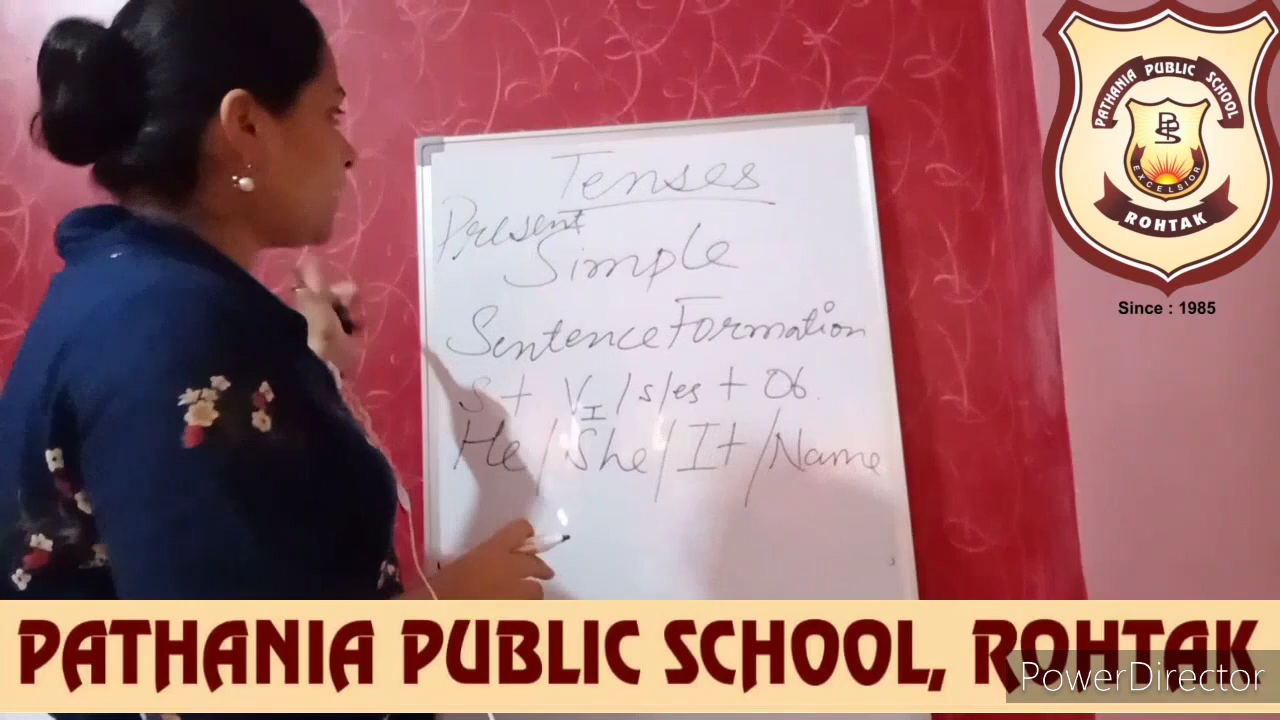 Tenses
Present
Simple
Sentence Formation
S + V I / s/es + Ob.
He / She / It / Name
PATHANIA PUBLIC SCHOOL
PS
EXCELSIOR
ROHTAK
Since : 1985
PATHANIA PUBLIC SCHOOL, ROHTAK
PowerDirector